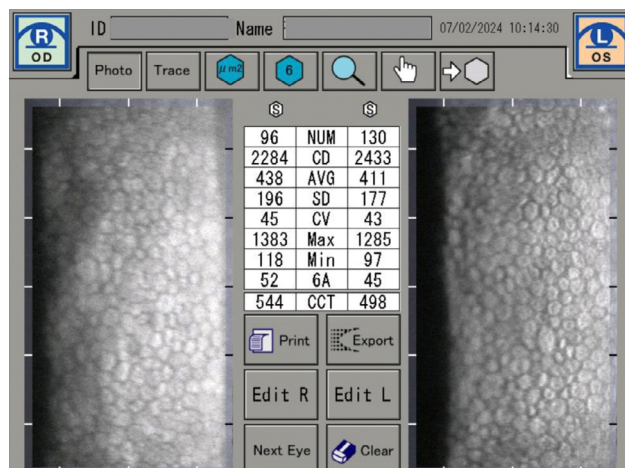 R
OD
ID
Name
07/02/2024 10:14:30
L
OS
Photo
Trace
μm2
6
S
S
96 NUM 130
2284 CD 2433
438 AVG 411
196 SD 177
45 CV 43
1383 Max 1285
118 Min 97
52 6A 45
544 CCT 498
Print
Export
Edit R
Edit L
Next Eye
Clear